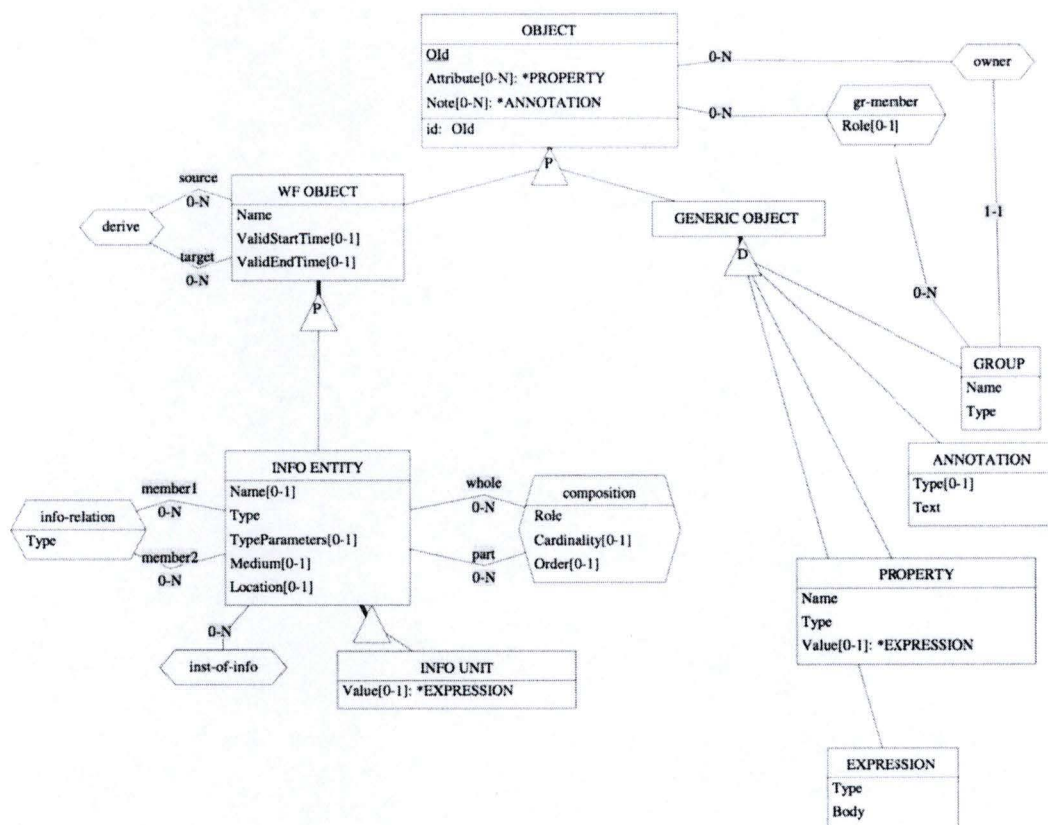 OBJECT
OId
Attribute[0-N]: *PROPERTY
Note[0-N]: *ANNOTATION
id: OId
0-N
owner
0-N
gr-member
Role[0-1]
P
source
0-N
derive
target
0-N
WF OBJECT
Name
ValidStartTime[0-1]
ValidEndTime[0-1]
GENERIC OBJECT
1-1
D
P
0-N
GROUP
Name
Type
ANNOTATION
Type[0-1]
Text
INFO ENTITY
Name[0-1]
Type
TypeParameters[0-1]
Medium[0-1]
Location[0-1]
member1
0-N
info-relation
Type
member2
0-N
whole
0-N
composition
Role
Cardinality[0-1]
Order[0-1]
part
0-N
PROPERTY
Name
Type
Value[0-1]: *EXPRESSION
0-N
inst-of-info
INFO UNIT
Value[0-1]: *EXPRESSION
EXPRESSION
Type
Body